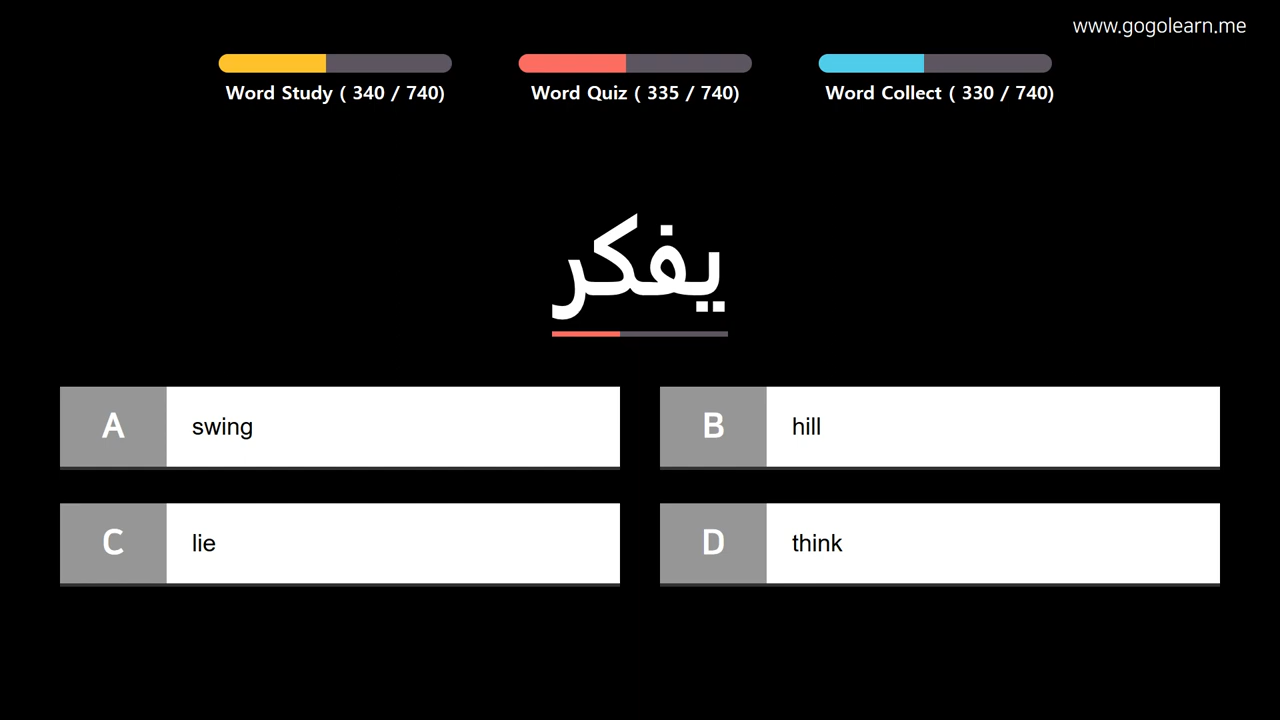 www.gogolearn.me
Word Study ( 340 / 740)
Word Quiz ( 335 / 740)
Word Collect ( 330 / 740)
يفكر
A swing
B hill
C lie
D think